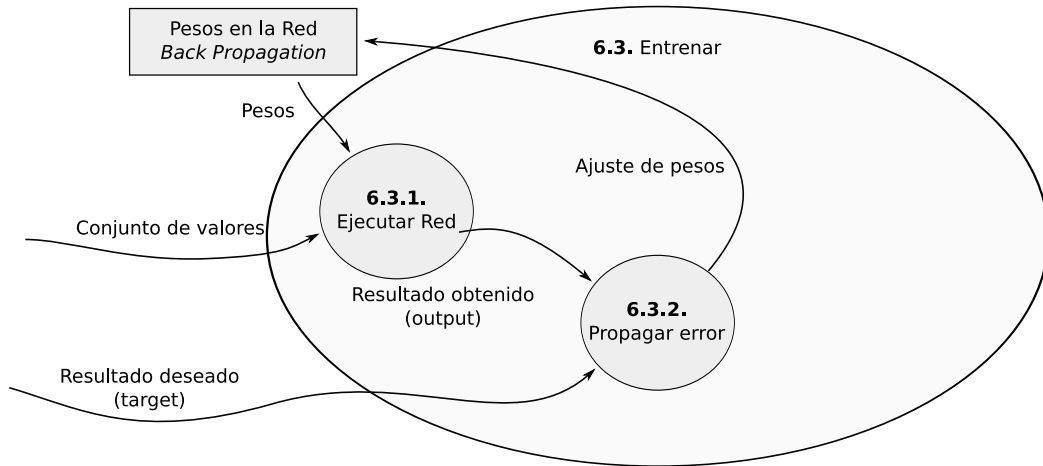 Pesos en la Red
Back Propagation
6.3. Entrenar
Pesos
6.3.1.
Ejecutar Red
Ajuste de pesos
Conjunto de valores
Resultado obtenido
(output)
6.3.2.
Propagar error
Resultado deseado
(target)